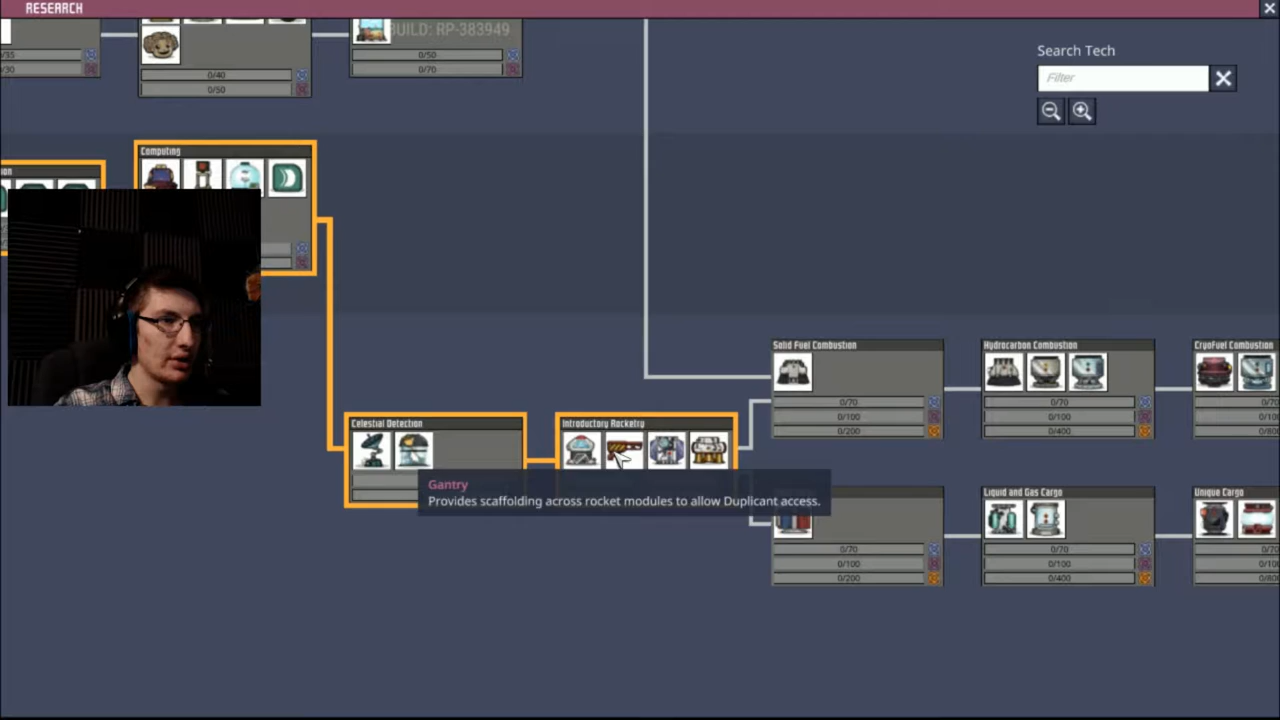 RESEARCH
BUILD: RP-383949
Search Tech
Filter
0/40
0/50
0/50
0/70
Computing
Celestial Detection
Introductory Rocketry
Gantry
Provides scaffolding across rocket modules to allow Duplicant access.
Solid Fuel Combustion
0/70
0/100
0/200
Hydrocarbon Combustion
0/70
0/100
0/400
CryoFuel Combustion
0/70
0/100
0/200
Liquid and Gas Cargo
0/70
0/100
0/400
Unique Cargo